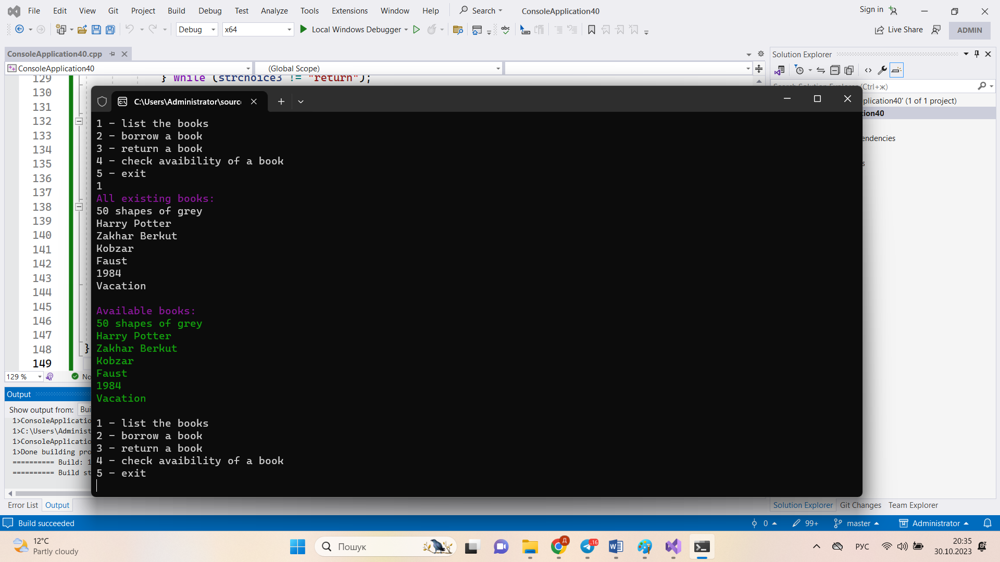 File Edit View Git Project Build Debug Test Analyze Tools Extensions Window Help Search ConsoleApplication40 Sign in
Debug x64 Local Windows Debugger abc Live Share ADMIN
ConsoleApplication40.cpp Solution Explorer
ConsoleApplication40 (Global Scope)
129 } while (strchoice3 != "return");
130
131
132
133
134
135
136
137
138
139
140
141
142
143
144
145
146
147
148 }
149
(Ctrl+ж)
plication40' (1 of 1 project)
tion40
endencies
s
C:\Users\Administrator\sourc
1 - list the books
2 - borrow a book
3 - return a book
4 - check avaibility of a book
5 - exit
1
All existing books:
50 shapes of grey
Harry Potter
Zakhar Berkut
Kobzar
Faust
1984
Vacation
Available books:
50 shapes of grey
Harry Potter
Zakhar Berkut
Kobzar
Faust
1984
Vacation
1 - list the books
2 - borrow a book
3 - return a book
4 - check avaibility of a book
5 - exit
129 % No
Output
Show output from: Bui
1>ConsoleApplicatio
1>C:\Users\Administ
1>ConsoleApplicatio
1>Done building pro
========== Build: 1
========== Build st
Error List Output
Solution Explorer Git Changes Team Explorer
Build succeeded 0 99+ master Administrator
12°C
Partly cloudy
Пошук
Д
16
РУС
20:35
30.10.2023